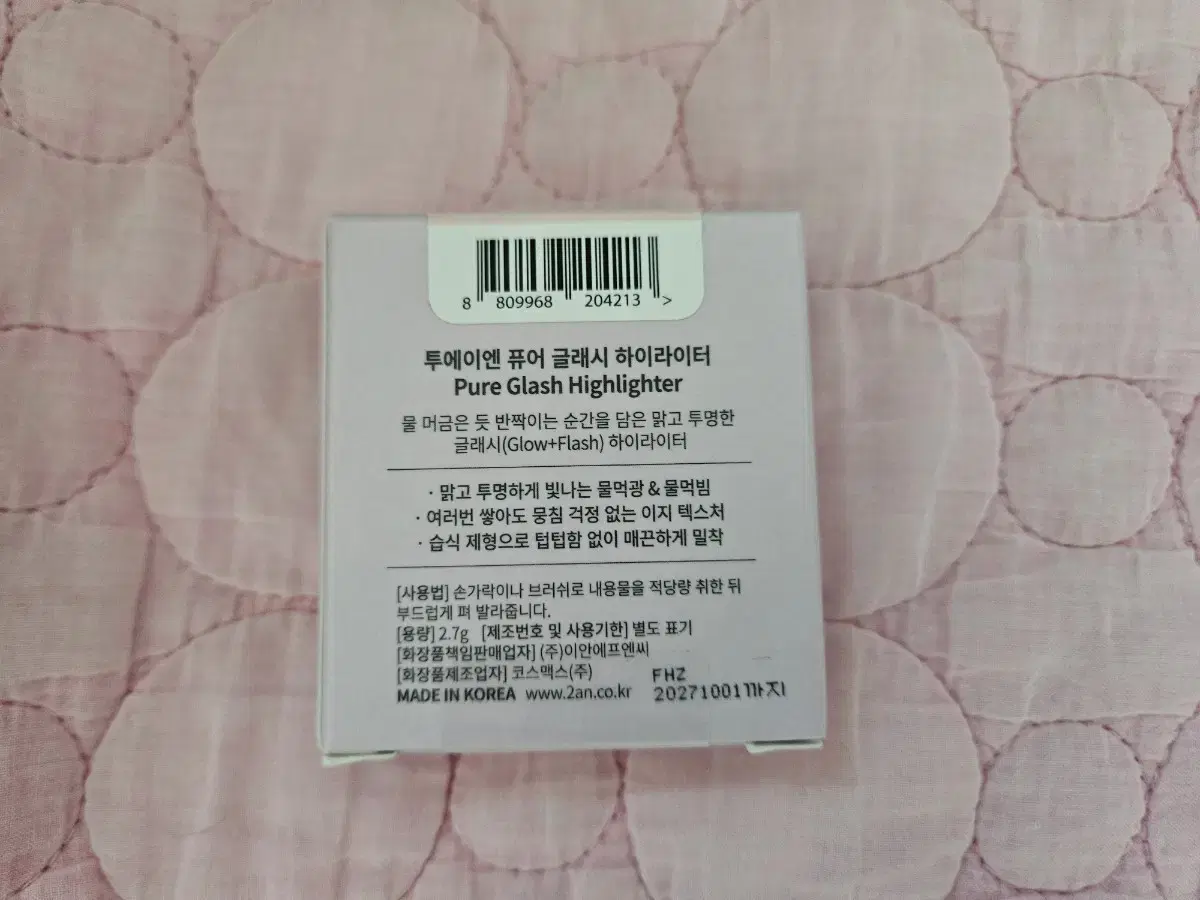 8 809968 204213 >
투에이엔 퓨어 글래시 하이라이터
Pure Glash Highlighter
물 머금은 듯 반짝이는 순간을 담은 맑고 투명한
글래시(Glow+Flash) 하이라이터
· 맑고 투명하게 빛나는 물먹광 & 물먹빔
· 여러번 쌓아도 뭉침 걱정 없는 이지 텍스처
· 습식 제형으로 텁텁함 없이 매끈하게 밀착
[사용법] 손가락이나 브러쉬로 내용물을 적당량 취한 뒤
부드럽게 펴 발라줍니다.
[용량] 2.7g [제조번호 및 사용기한] 별도 표기
[화장품책임판매업자] (주)이안에프엔씨
[화장품제조업자] 코스맥스(주)
MADE IN KOREA www.2an.co.kr
FHZ
20271001까지